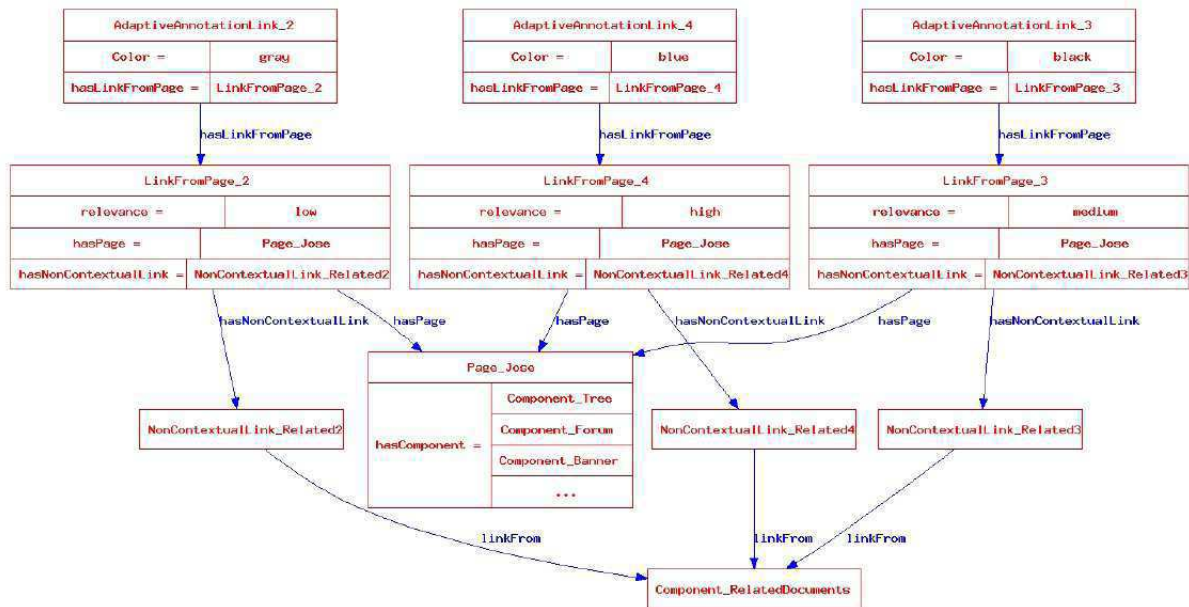 AdaptiveAnnotationLink_2 AdaptiveAnnotationLink_4 AdaptiveAnnotationLink_3
Color = gray Color = blue Color = black
hasLinkFromPage = LinkFromPage_2 hasLinkFromPage = LinkFromPage_4 hasLinkFromPage = LinkFromPage_3
hasLinkFromPage hasLinkFromPage hasLinkFromPage
LinkFromPage_2 LinkFromPage_4 LinkFromPage_3
relevance = low relevance = high relevance = medium
hasPage = Page_Jose hasPage = Page_Jose hasPage = Page_Jose
hasNonContextualLink = NonContextualLink_Related2 hasNonContextualLink = NonContextualLink_Related4 hasNonContextualLink = NonContextualLink_Related3
hasNonContextualLink hasPage hasPage hasNonContextualLink hasPage hasNonContextualLink
Page_Jose
Component_Tree
NonContextualLink_Related2 hasComponent = Component_Forum NonContextualLink_Related4 NonContextualLink_Related3
Component_Banner
...
linkFrom linkFrom linkFrom
Component_RelatedDocuments